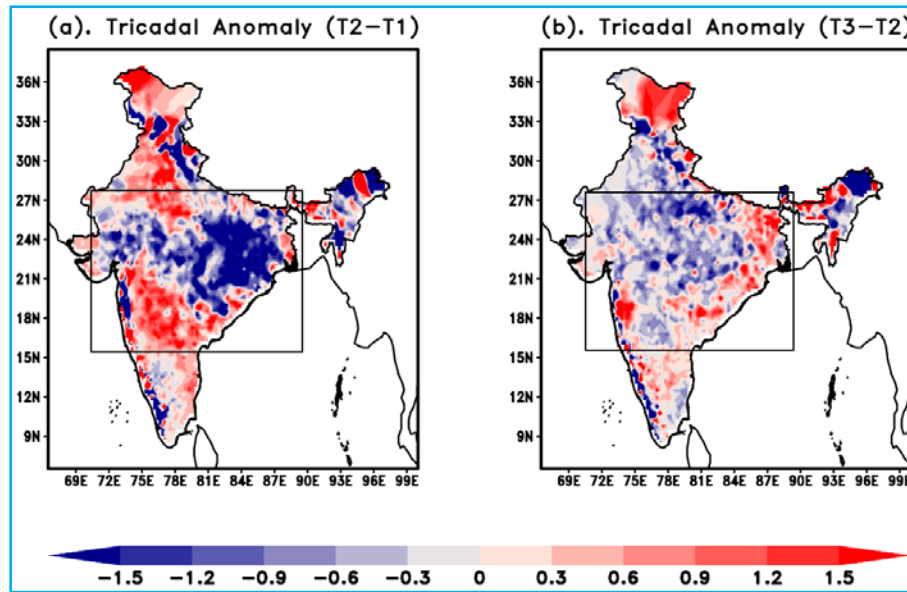 (a). Tricadal Anomaly (T2−T1)
(b). Tricadal Anomaly (T3−T2)
36N
33N
30N
27N
24N
21N
18N
15N
12N
9N
69E 72E 75E 78E 81E 84E 87E 90E 93E 96E 99E
36N
33N
30N
27N
24N
21N
18N
15N
12N
9N
69E 72E 75E 78E 81E 84E 87E 90E 93E 96E 99E
−1.5 −1.2 −0.9 −0.6 −0.3 0 0.3 0.6 0.9 1.2 1.5